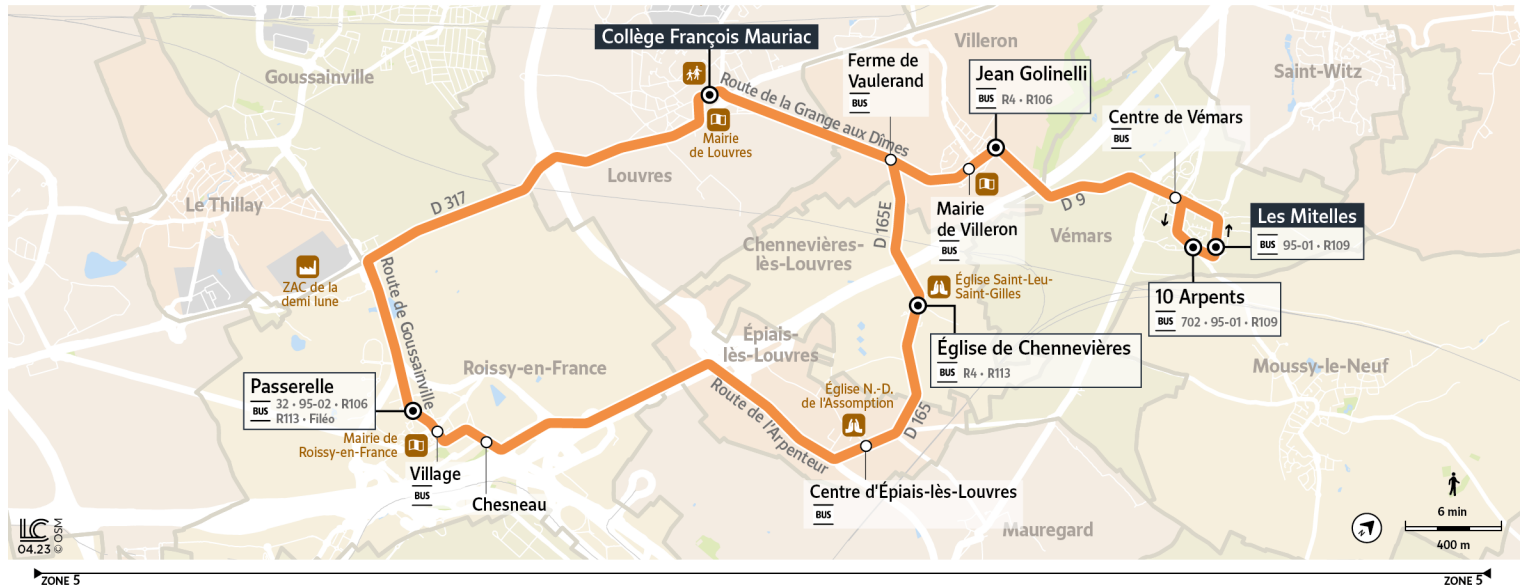 Collège François Mauriac
Goussainville
Villeron
Saint-Witz
Ferme de
Vaulerand
BUS
Jean Golinelli
BUS R4 • R106
Route de la Grange aux Dîmes
Centre de Vémars
BUS
Mairie
de Louvres
Louvres
Le Thillay
D 317
D 9
D 165E
Mairie
de Villeron
BUS
Vémars
Les Mitelles
BUS 95-01 • R109
Chennevières-
lès-Louvres
ZAC de la
demi lune
Route de Goussainville
Église Saint-Leu-
Saint-Gilles
10 Arpents
BUS 702 • 95-01 • R109
Épiais-
lès-Louvres
Église de Chennevières
BUS R4 • R113
Roissy-en-France
Moussy-le-Neuf
Passerelle
BUS 32 • 95-02 • R106
R113 • Filéo
Église N.-D.
de l'Assomption
Route de l'Arpenteur
D 165
Mairie de
Roissy-en-France
Village
BUS
Chesneau
Centre d'Épiais-lès-Louvres
BUS
Mauregard
6 min
400 m
LC
04.23 © OSM
ZONE 5
ZONE 5